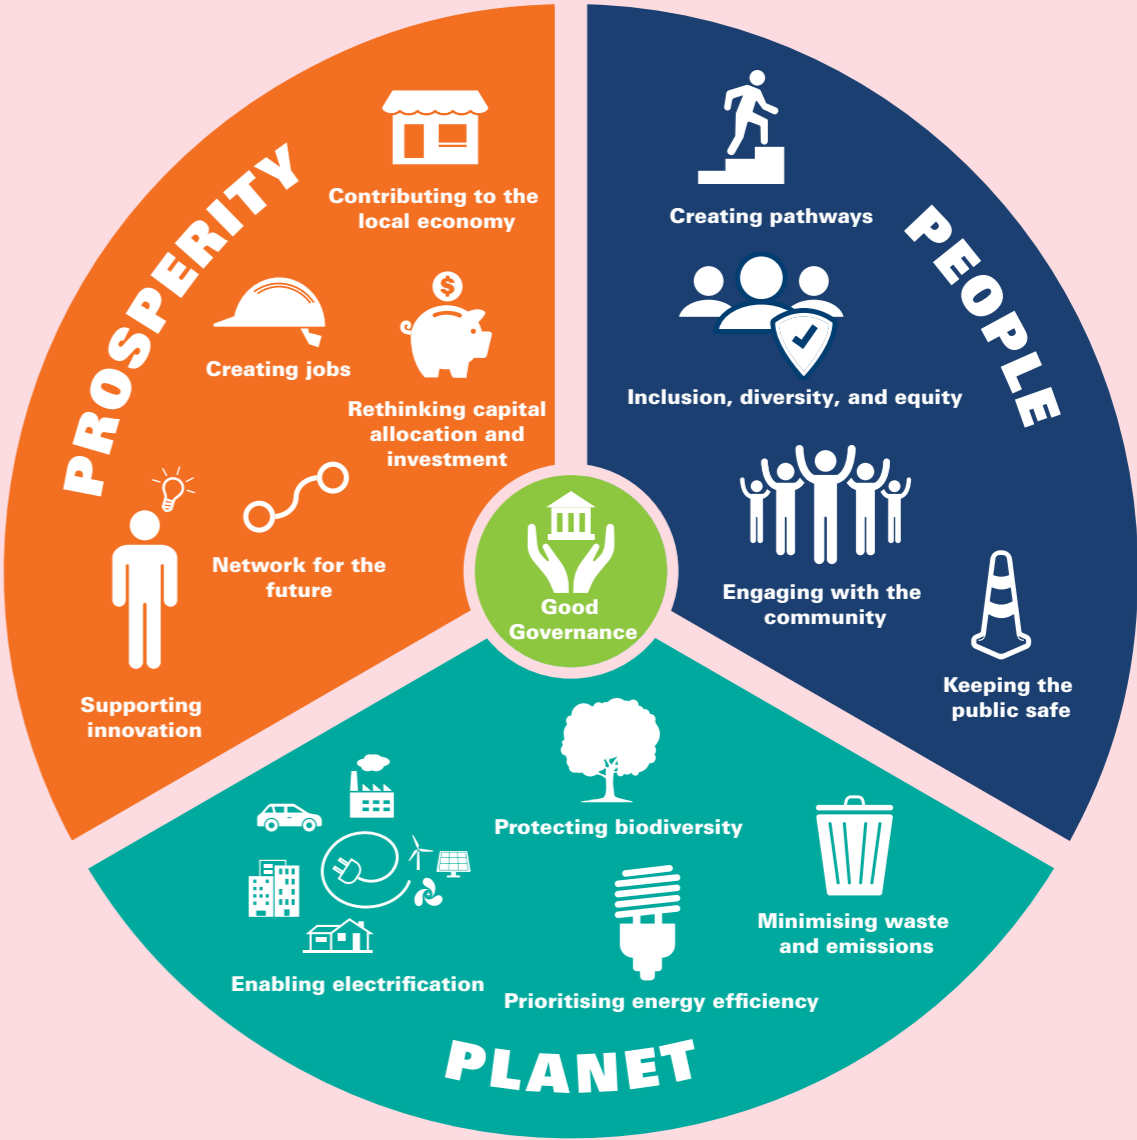 PROSPERITY
Contributing to the
local economy
Creating jobs
$
Rethinking capital
allocation and
investment
Network for the
future
Supporting
innovation
PEOPLE
Creating pathways
Inclusion, diversity, and equity
Engaging with the
community
Keeping the
public safe
Good
Governance
Protecting biodiversity
Minimising waste
and emissions
Enabling electrification
Prioritising energy efficiency
PLANET